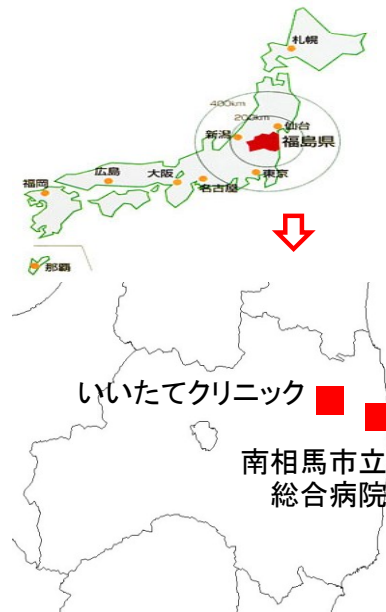 札幌
400km
200km
仙台
新潟
福島県
広島
大阪
東京
福岡
名古屋
那覇
いいたてクリニック
南相馬市立
総合病院